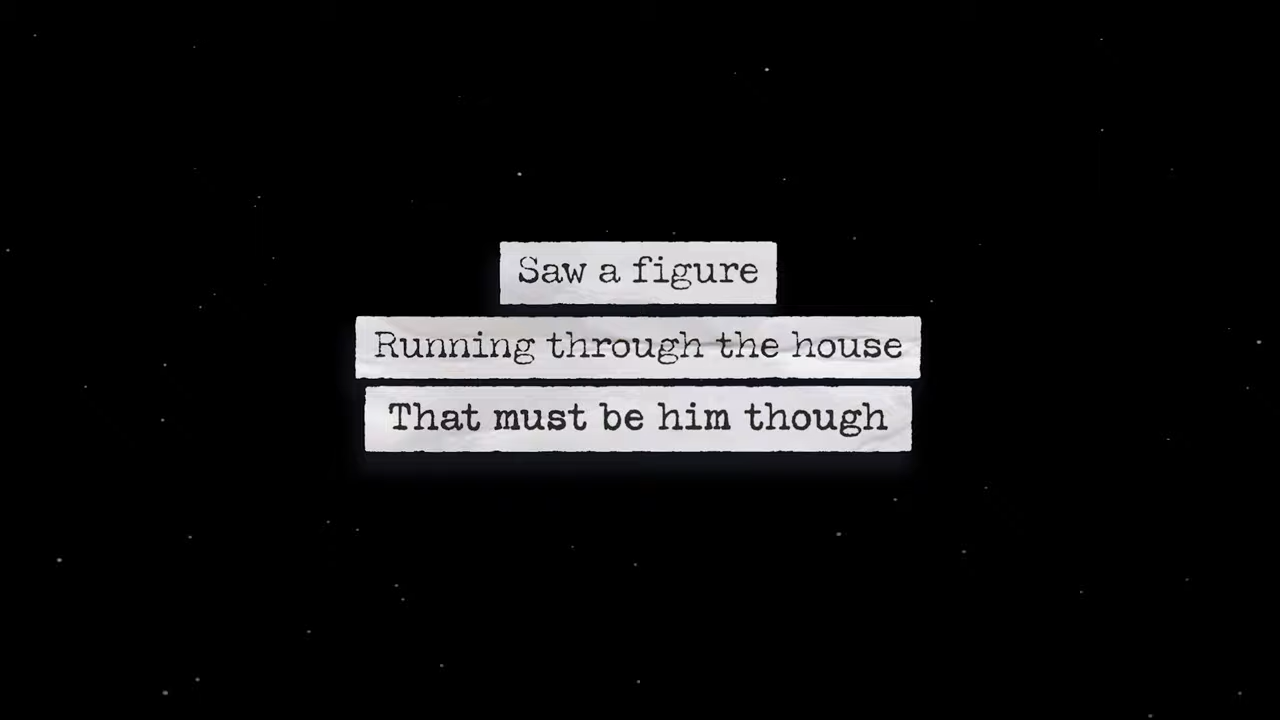 Saw a figure
Running through the house
That must be him though